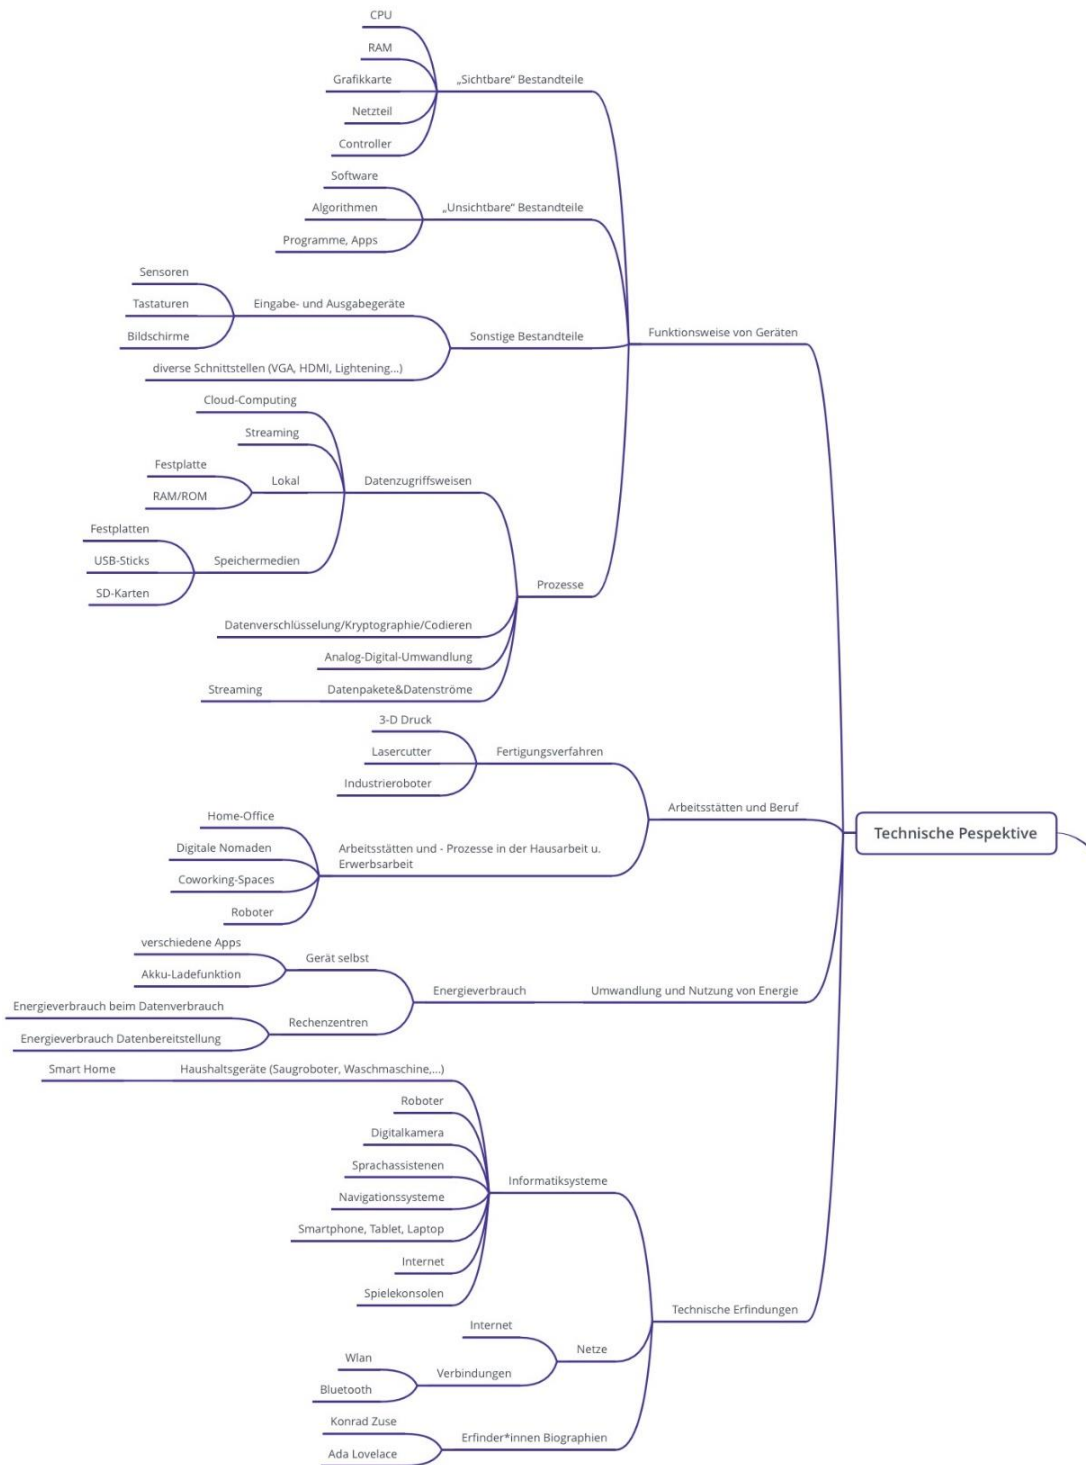 CPU
RAM
Grafikkarte
Netzteil
Controller
„Sichtbare“ Bestandteile
Software
Algorithmen
Programme, Apps
„Unsichtbare“ Bestandteile
Sensoren
Tastaturen
Bildschirme
Eingabe- und Ausgabegeräte
diverse Schnittstellen (VGA, HDMI, Lightening...)
Sonstige Bestandteile
Funktionsweise von Geräten
Cloud-Computing
Streaming
Festplatte
RAM/ROM
Lokal
Festplatten
USB-Sticks
SD-Karten
Speichermedien
Datenzugriffsweisen
Datenverschlüsselung/Kryptographie/Codieren
Analog-Digital-Umwandlung
Streaming
Datenpakete&Datenströme
Prozesse
3-D Druck
Lasercutter
Industrieroboter
Fertigungsverfahren
Home-Office
Digitale Nomaden
Coworking-Spaces
Roboter
Arbeitsstätten und - Prozesse in der Hausarbeit u.
Erwerbsarbeit
Arbeitsstätten und Beruf
Technische Pespektive
verschiedene Apps
Akku-Ladefunktion
Gerät selbst
Energieverbrauch beim Datenverbrauch
Energieverbrauch Datenbereitstellung
Rechenzentren
Energieverbrauch
Umwandlung und Nutzung von Energie
Smart Home
Haushaltsgeräte (Saugroboter, Waschmaschine,...)
Roboter
Digitalkamera
Sprachassistenen
Navigationssysteme
Smartphone, Tablet, Laptop
Internet
Spielekonsolen
Informatiksysteme
Technische Erfindungen
Internet
Wlan
Bluetooth
Verbindungen
Netze
Konrad Zuse
Ada Lovelace
Erfinder*innen Biographien